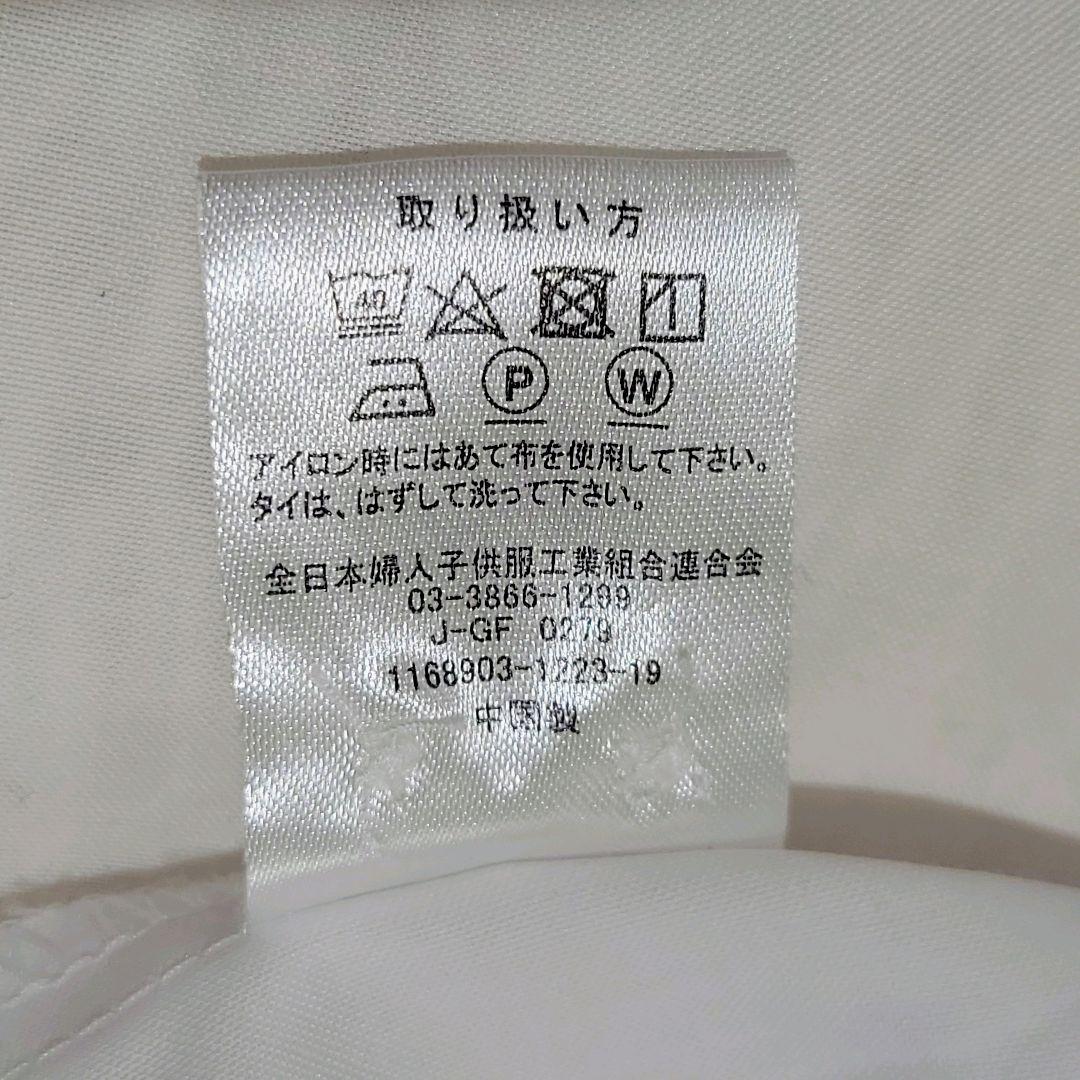 取り扱い方
40
P W
アイロン時にはあて布を使用して下さい。
タイは、はずして洗って下さい。
全日本婦人子供服工業組合連合会
03-3866-1299
J-GF 0279
1168903-1223-19
中国製